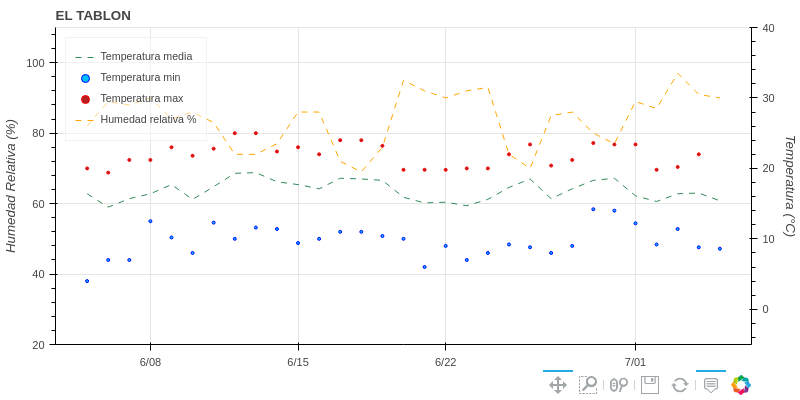 EL TABLON
Temperatura media
Temperatura min
Temperatura max
Humedad relativa %
Humedad Relativa (%)
100
80
60
40
20
40
30
20
10
0
Temperatura (°C)
6/08
6/15
6/22
7/01